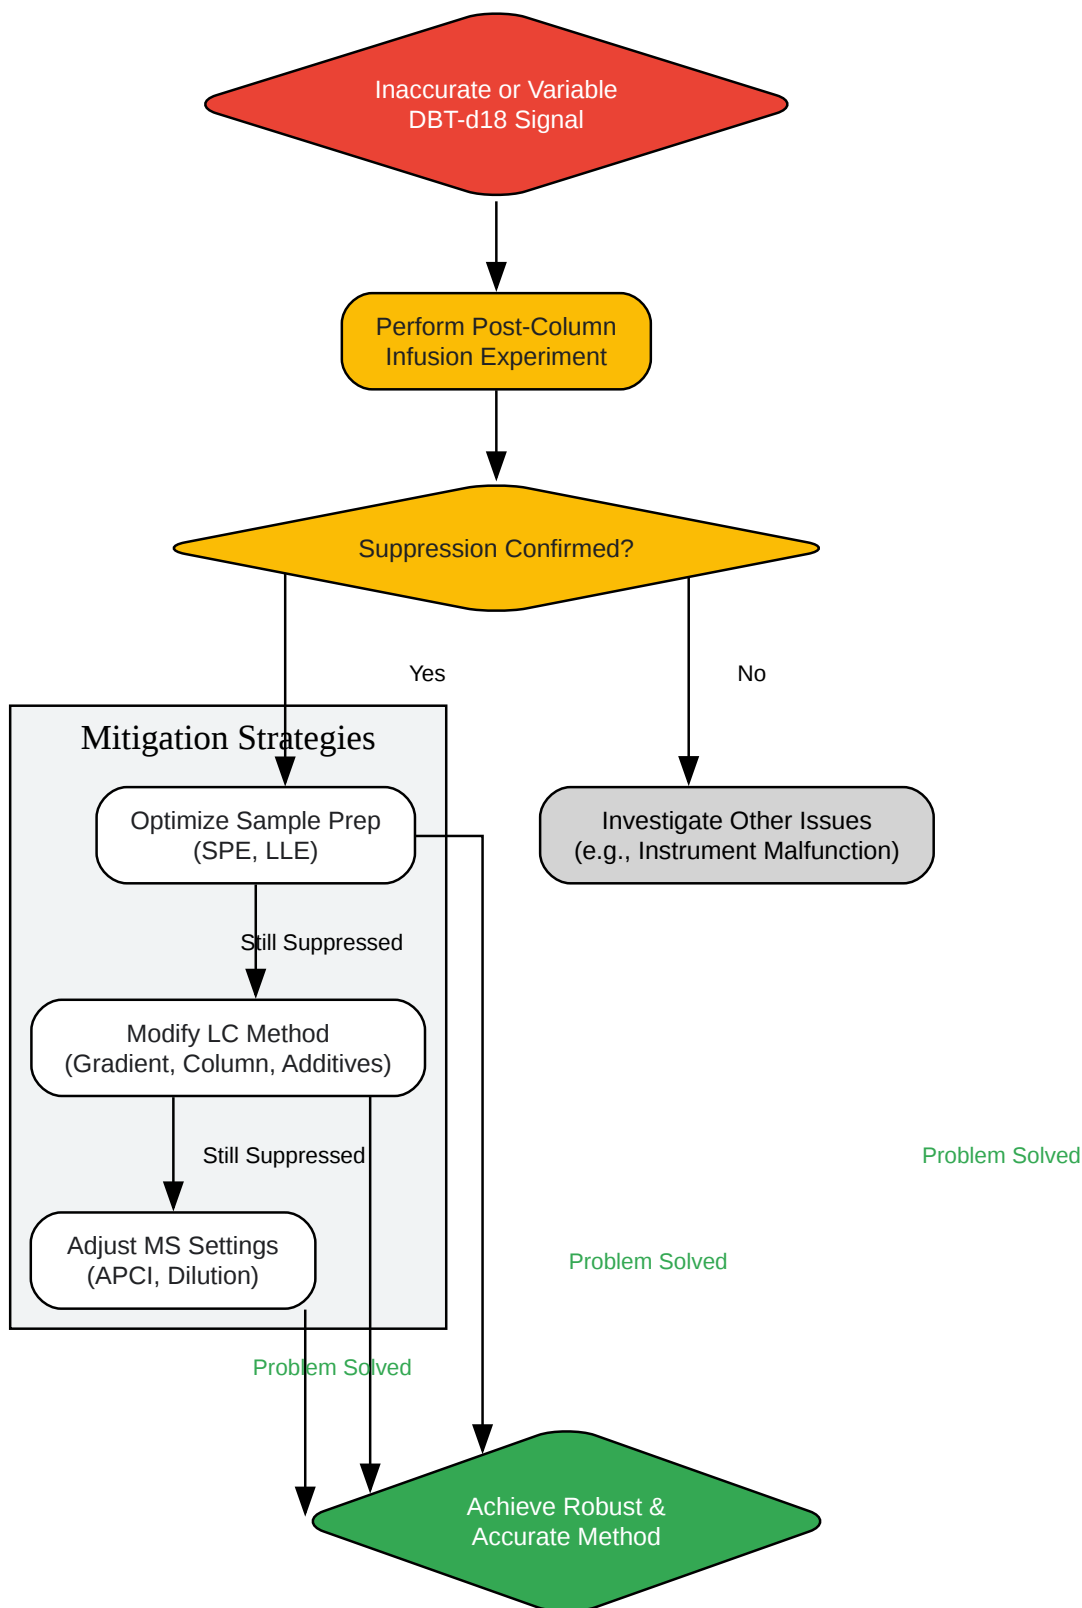 Inaccurate or Variable
DBT-d18 Signal
Perform Post-Column
Infusion Experiment
Suppression Confirmed?
Yes
No
Mitigation Strategies
Optimize Sample Prep
(SPE, LLE)
Investigate Other Issues
(e.g., Instrument Malfunction)
Still Suppressed
Modify LC Method
(Gradient, Column, Additives)
Still Suppressed
Problem Solved
Adjust MS Settings
(APCI, Dilution)
Problem Solved
Problem Solved
Achieve Robust &
Accurate Method